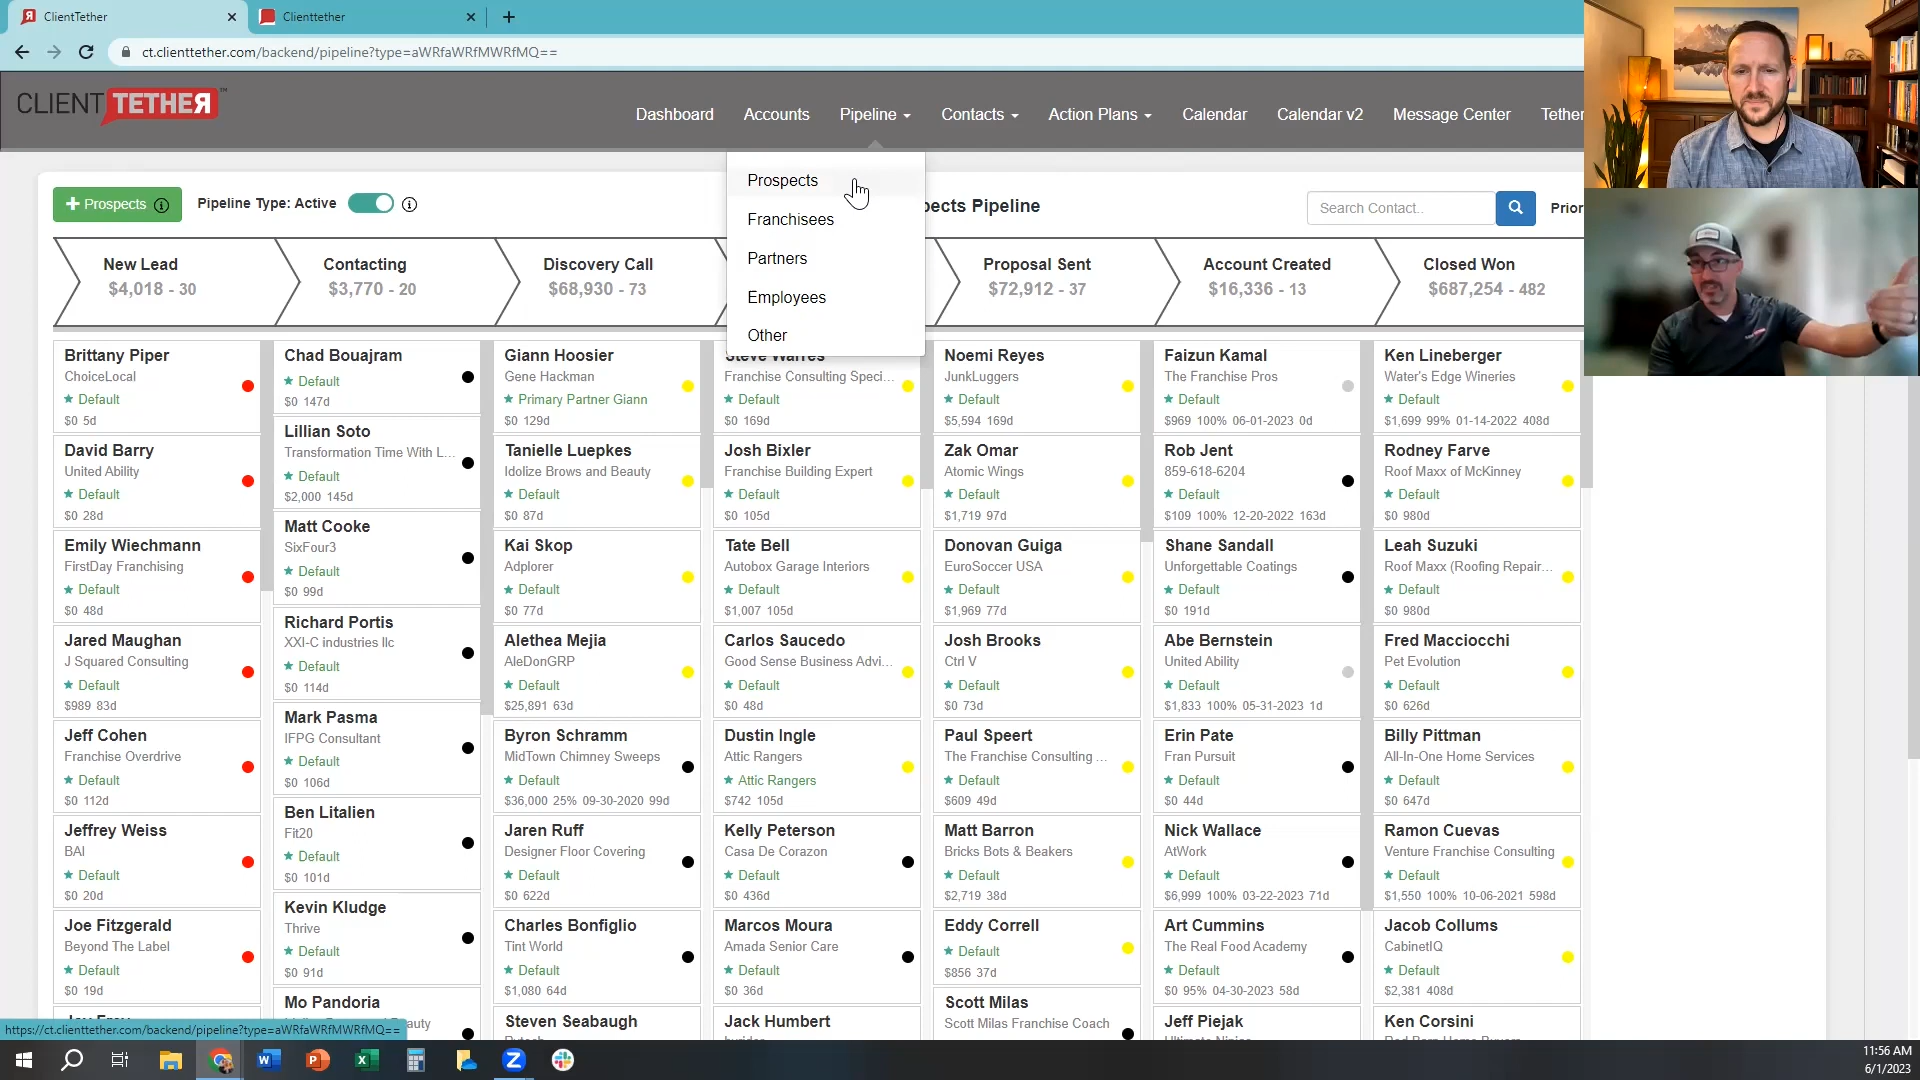 ClientTether
Clienttether
ct.clienttether.com/backend/pipeline?type=aWRfaWRfMWRfMQ==
CLIENT TETHER™
Dashboard
Accounts
Pipeline
Contacts
Action Plans
Calendar
Calendar v2
Message Center
Tether
Prospects
Franchisees
Partners
Employees
Other
+ Prospects
Pipeline Type: Active
pects Pipeline
Search Contact..
Prior
New Lead
$4,018 - 30
Contacting
$3,770 - 20
Discovery Call
$68,930 - 73
Proposal Sent
$72,912 - 37
Account Created
$16,336 - 13
Closed Won
$687,254 - 482
Brittany Piper
ChoiceLocal
Default
$0 5d
David Barry
United Ability
Default
$0 28d
Emily Wiechmann
FirstDay Franchising
Default
$0 48d
Jared Maughan
J Squared Consulting
Default
$989 83d
Jeff Cohen
Franchise Overdrive
Default
$0 112d
Jeffrey Weiss
BAI
Default
$0 20d
Joe Fitzgerald
Beyond The Label
Default
$0 19d
Chad Bouajram
Default
$0 147d
Lillian Soto
Transformation Time With L...
Default
$2,000 145d
Matt Cooke
SixFour3
Default
$0 99d
Richard Portis
XXI-C industries llc
Default
$0 114d
Mark Pasma
IFPG Consultant
Default
$0 106d
Ben Litalien
Fit20
Default
$0 101d
Kevin Kludge
Thrive
Default
$0 91d
Mo Pandoria
auty
Giann Hoosier
Gene Hackman
Primary Partner Giann
$0 129d
Tanielle Luepkes
Idolize Brows and Beauty
Default
$0 87d
Kai Skop
Adplorer
Default
$0 77d
Alethea Mejia
AleDonGRP
Default
$25,891 63d
Byron Schramm
MidTown Chimney Sweeps
Default
$36,000 25% 09-30-2020 99d
Jaren Ruff
Designer Floor Covering
Default
$0 622d
Charles Bonfiglio
Tint World
Default
$1,080 64d
Steven Seabaugh
Steve Warres
Franchise Consulting Speci...
Default
$0 169d
Josh Bixler
Franchise Building Expert
Default
$0 105d
Tate Bell
Autobox Garage Interiors
Default
$1,007 105d
Carlos Saucedo
Good Sense Business Advi...
Default
$0 48d
Dustin Ingle
Attic Rangers
Attic Rangers
$742 105d
Kelly Peterson
Casa De Corazon
Default
$0 436d
Marcos Moura
Amada Senior Care
Default
$0 36d
Jack Humbert
Noemi Reyes
JunkLuggers
Default
$5,594 169d
Zak Omar
Atomic Wings
Default
$1,719 97d
Donovan Guiga
EuroSoccer USA
Default
$1,969 77d
Josh Brooks
Ctrl V
Default
$0 73d
Paul Speert
The Franchise Consulting ...
Default
$609 49d
Matt Barron
Bricks Bots & Beakers
Default
$2,719 38d
Eddy Correll
Default
$856 37d
Scott Milas
Scott Milas Franchise Coach
Faizun Kamal
The Franchise Pros
Default
$969 100% 06-01-2023 0d
Rob Jent
859-618-6204
Default
$109 100% 12-20-2022 163d
Shane Sandall
Unforgettable Coatings
Default
$0 191d
Abe Bernstein
United Ability
Default
$1,833 100% 05-31-2023 1d
Erin Pate
Fran Pursuit
Default
$0 44d
Nick Wallace
AtWork
Default
$6,999 100% 03-22-2023 71d
Art Cummins
The Real Food Academy
Default
$0 95% 04-30-2023 58d
Jeff Piejak
Ken Lineberger
Water's Edge Wineries
Default
$1,699 99% 01-14-2022 408d
Rodney Farve
Roof Maxx of McKinney
Default
$0 980d
Leah Suzuki
Roof Maxx (Roofing Repair...
Default
$0 980d
Fred Macciocchi
Pet Evolution
Default
$0 626d
Billy Pittman
All-In-One Home Services
Default
$0 647d
Ramon Cuevas
Venture Franchise Consulting
Default
$1,550 100% 10-06-2021 598d
Jacob Collums
CabinetIQ
Default
$2,381 408d
Ken Corsini
https://ct.clienttether.com/backend/pipeline?type=aWRfaWRfMWRfMQ==
11:56 AM
6/1/2023